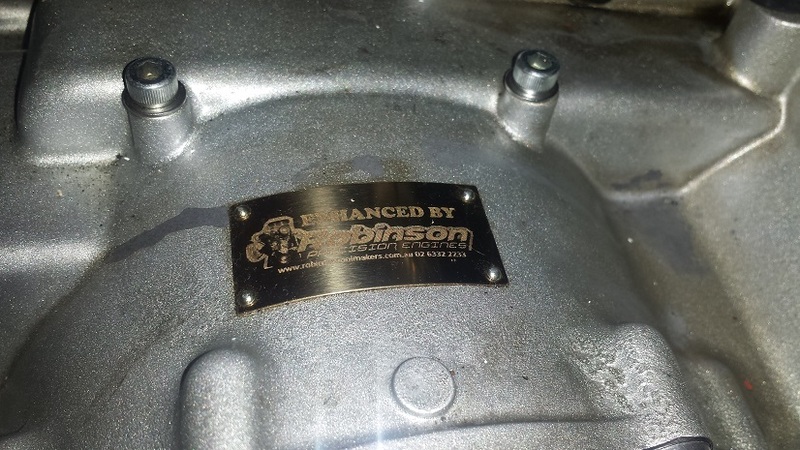 ENHANCED BY
Robinson
PRECISION ENGINES
02 6332 2233